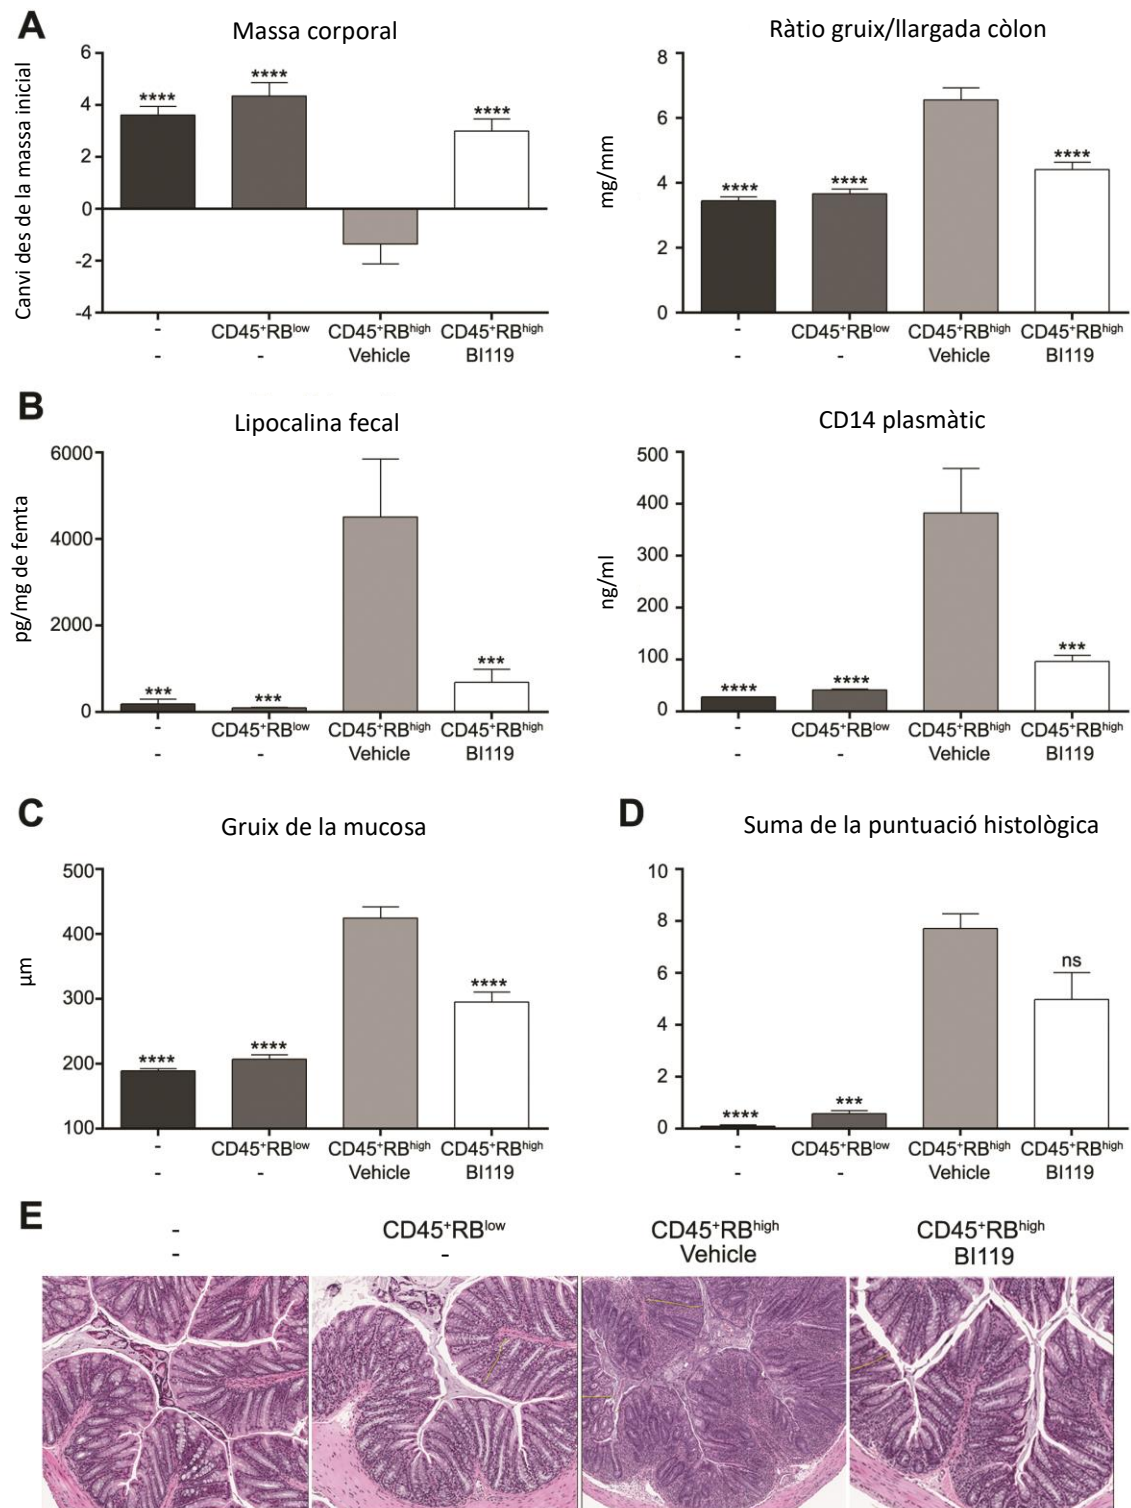 A
Massa corporal
Canvi des de la massa inicial
6
4
2
0
-2
-4
****
****
****
- CD45⁺RBˡᵒʷ CD45⁺RBʰⁱᵍʰ CD45⁺RBʰⁱᵍʰ
- - Vehicle BI119
Ràtio gruix/llargada còlon
mg/mm
8
6
4
2
0
****
****
****
- CD45⁺RBˡᵒʷ CD45⁺RBʰⁱᵍʰ CD45⁺RBʰⁱᵍʰ
- - Vehicle BI119
B
Lipocalina fecal
pg/mg de femta
6000
4000
2000
0
***
***
***
- CD45⁺RBˡᵒʷ CD45⁺RBʰⁱᵍʰ CD45⁺RBʰⁱᵍʰ
- - Vehicle BI119
CD14 plasmàtic
ng/ml
500
400
300
200
100
0
****
****
***
- CD45⁺RBˡᵒʷ CD45⁺RBʰⁱᵍʰ CD45⁺RBʰⁱᵍʰ
- - Vehicle BI119
C
Gruix de la mucosa
µm
500
400
300
200
100
****
****
****
- CD45⁺RBˡᵒʷ CD45⁺RBʰⁱᵍʰ CD45⁺RBʰⁱᵍʰ
- - Vehicle BI119
D
Suma de la puntuació histològica
10
8
6
4
2
0
****
***
ns
- CD45⁺RBˡᵒʷ CD45⁺RBʰⁱᵍʰ CD45⁺RBʰⁱᵍʰ
- - Vehicle BI119
E
- CD45⁺RBˡᵒʷ CD45⁺RBʰⁱᵍʰ CD45⁺RBʰⁱᵍʰ
- - Vehicle BI119